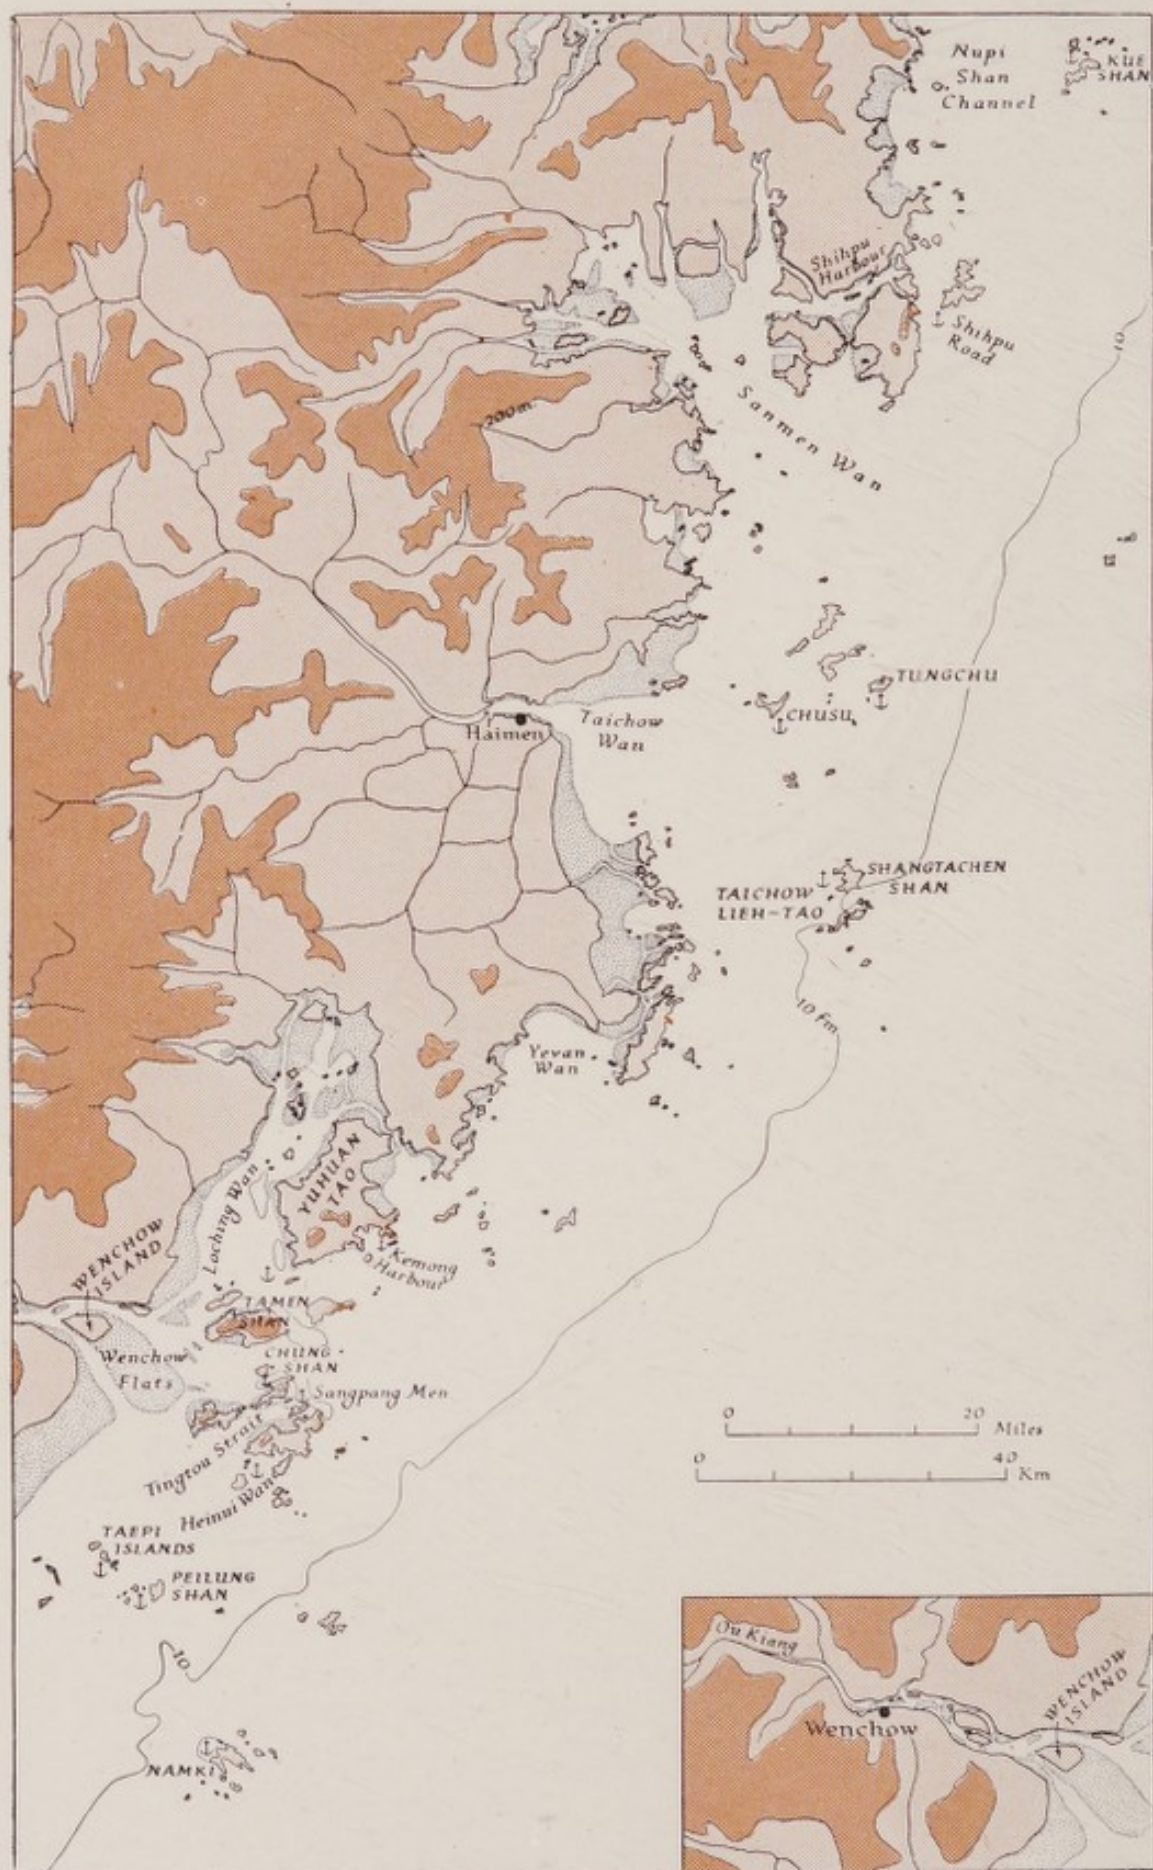 Nupi
Shan
Channel
KUE
SHAN
Shihpu
Harbour
Shihpu
Road
10
200m.
Sanmen Wan
TUNGCHU
CHUSU
Haimen
Taichow
Wan
SHANGTACHEN
SHAN
TAICHOW
LIEH-TAO
10 fm.
Yevan
Wan
YUHUAN
TAO
Loching Wan
WENCHOW
ISLAND
Kemong
Harbour
TAMEN
SHAN
Wenchow
Flats
CHUNG-
SHAN
Sangpang Men
0 20
Miles
0 40
Km
Tingtou Strait
Heinui Wan
TAEPI
ISLANDS
PEILUNG
SHAN
10
NAMKI
Ou Kiang
WENCHOW
ISLAND
Wenchow